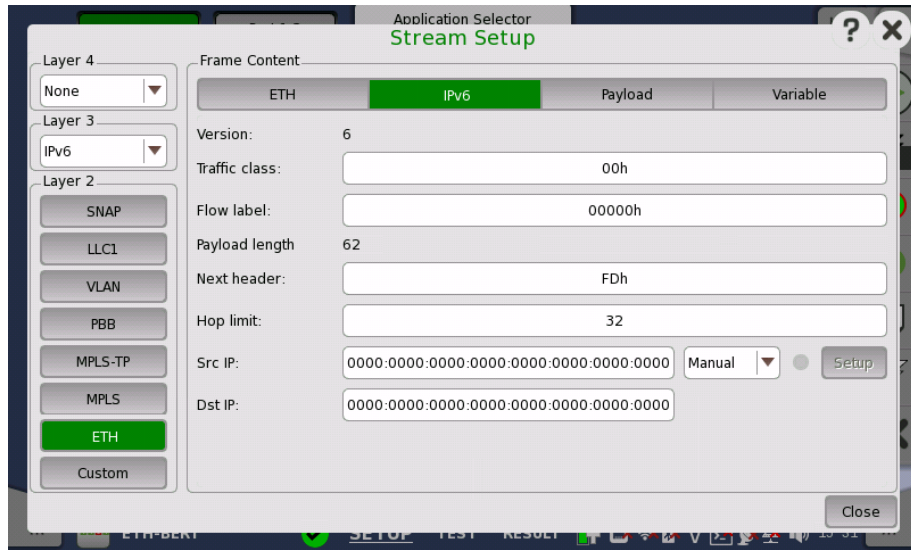 Application Selector
Stream Setup
?
Layer 4
None
Layer 3
IPv6
Layer 2
SNAP
LLC1
VLAN
PBB
MPLS-TP
MPLS
ETH
Custom
Frame Content
ETH IPv6 Payload Variable
Version: 6
Traffic class: 00h
Flow label: 00000h
Payload length 62
Next header: FDh
Hop limit: 32
Src IP: 0000:0000:0000:0000:0000:0000:0000:0000 Manual Setup
Dst IP: 0000:0000:0000:0000:0000:0000:0000:0000
Close
ETH-BERT SETUP TEST RESULT